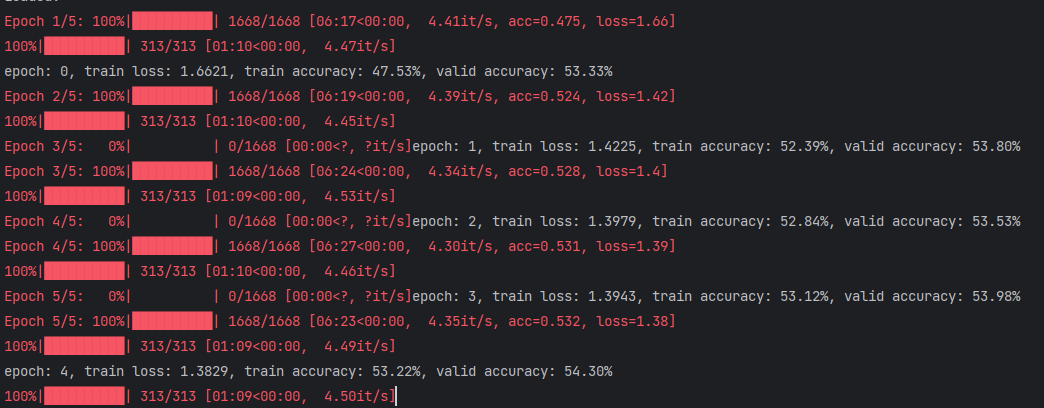 Epoch 1/5: 100%|██████████| 1668/1668 [06:17<00:00,  4.41it/s, acc=0.475, loss=1.66]
100%|██████████| 313/313 [01:10<00:00,  4.47it/s]
epoch: 0, train loss: 1.6621, train accuracy: 47.53%, valid accuracy: 53.33%
Epoch 2/5: 100%|██████████| 1668/1668 [06:19<00:00,  4.39it/s, acc=0.524, loss=1.42]
100%|██████████| 313/313 [01:10<00:00,  4.45it/s]
Epoch 3/5:   0%|          | 0/1668 [00:00<?, ?it/s]epoch: 1, train loss: 1.4225, train accuracy: 52.39%, valid accuracy: 53.80%
Epoch 3/5: 100%|██████████| 1668/1668 [06:24<00:00,  4.34it/s, acc=0.528, loss=1.4]
100%|██████████| 313/313 [01:09<00:00,  4.53it/s]
Epoch 4/5:   0%|          | 0/1668 [00:00<?, ?it/s]epoch: 2, train loss: 1.3979, train accuracy: 52.84%, valid accuracy: 53.53%
Epoch 4/5: 100%|██████████| 1668/1668 [06:27<00:00,  4.30it/s, acc=0.531, loss=1.39]
100%|██████████| 313/313 [01:10<00:00,  4.46it/s]
Epoch 5/5:   0%|          | 0/1668 [00:00<?, ?it/s]epoch: 3, train loss: 1.3943, train accuracy: 53.12%, valid accuracy: 53.98%
Epoch 5/5: 100%|██████████| 1668/1668 [06:23<00:00,  4.35it/s, acc=0.532, loss=1.38]
100%|██████████| 313/313 [01:09<00:00,  4.49it/s]
epoch: 4, train loss: 1.3829, train accuracy: 53.22%, valid accuracy: 54.30%
100%|██████████| 313/313 [01:09<00:00,  4.50it/s]